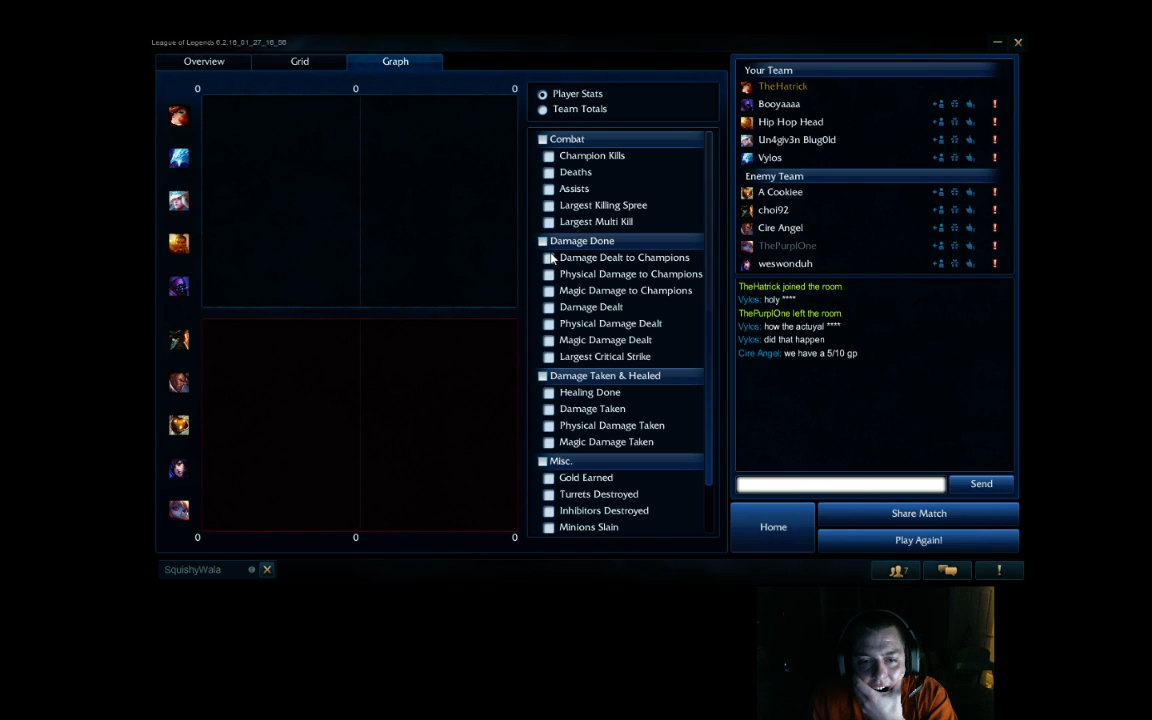 League of Legends 6.2.16_01_27_16_56
Overview
Grid
Graph
0 0 0
0 0 0
Player Stats
Team Totals
Combat
Champion Kills
Deaths
Assists
Largest Killing Spree
Largest Multi Kill
Damage Done
Damage Dealt to Champions
Physical Damage to Champions
Magic Damage to Champions
Damage Dealt
Physical Damage Dealt
Magic Damage Dealt
Largest Critical Strike
Damage Taken & Healed
Healing Done
Damage Taken
Physical Damage Taken
Magic Damage Taken
Misc.
Gold Earned
Turrets Destroyed
Inhibitors Destroyed
Minions Slain
Your Team
TheHatrick
Booyaaaa
Hip Hop Head
Un4giv3n Blug0ld
Vylos
Enemy Team
A Cookiee
choi92
Cire Angel
ThePurplOne
weswonduh
TheHatrick joined the room.
Vylos: holy ****
ThePurplOne left the room.
Vylos: how the actuyal ****
Vylos: did that happen
Cire Angel: we have a 5/10 gp
Send
Home
Share Match
Play Again!
SquishyWala
7
!